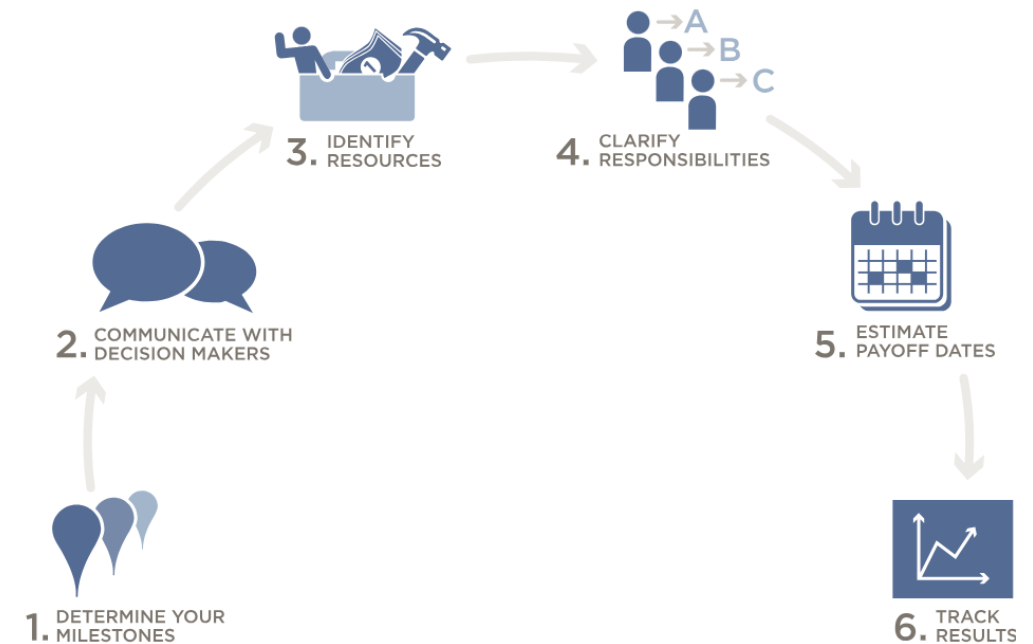 1. DETERMINE YOUR
MILESTONES
2. COMMUNICATE WITH
DECISION MAKERS
1
3. IDENTIFY
RESOURCES
A
B
C
4. CLARIFY
RESPONSIBILITIES
5. ESTIMATE
PAYOFF DATES
6. TRACK
RESULTS